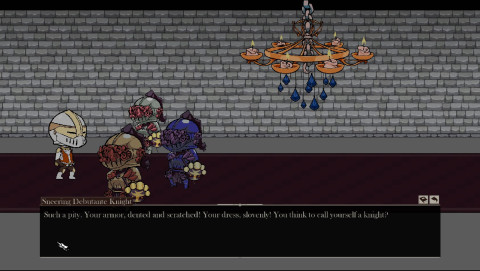 Sneering Debutante Knight
Such a pity. Your armor, dented and scratched! Your dress, slovenly! You think to call yourself a knight?